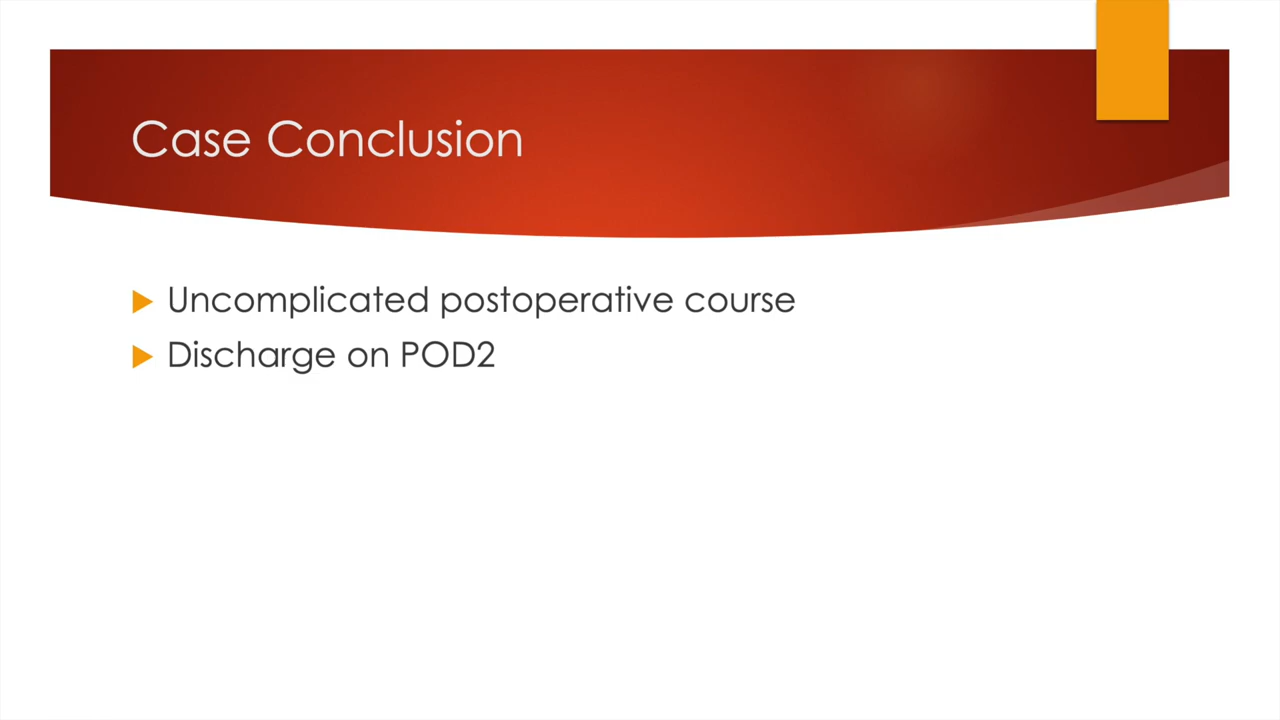 Case Conclusion
Uncomplicated postoperative course
Discharge on POD2